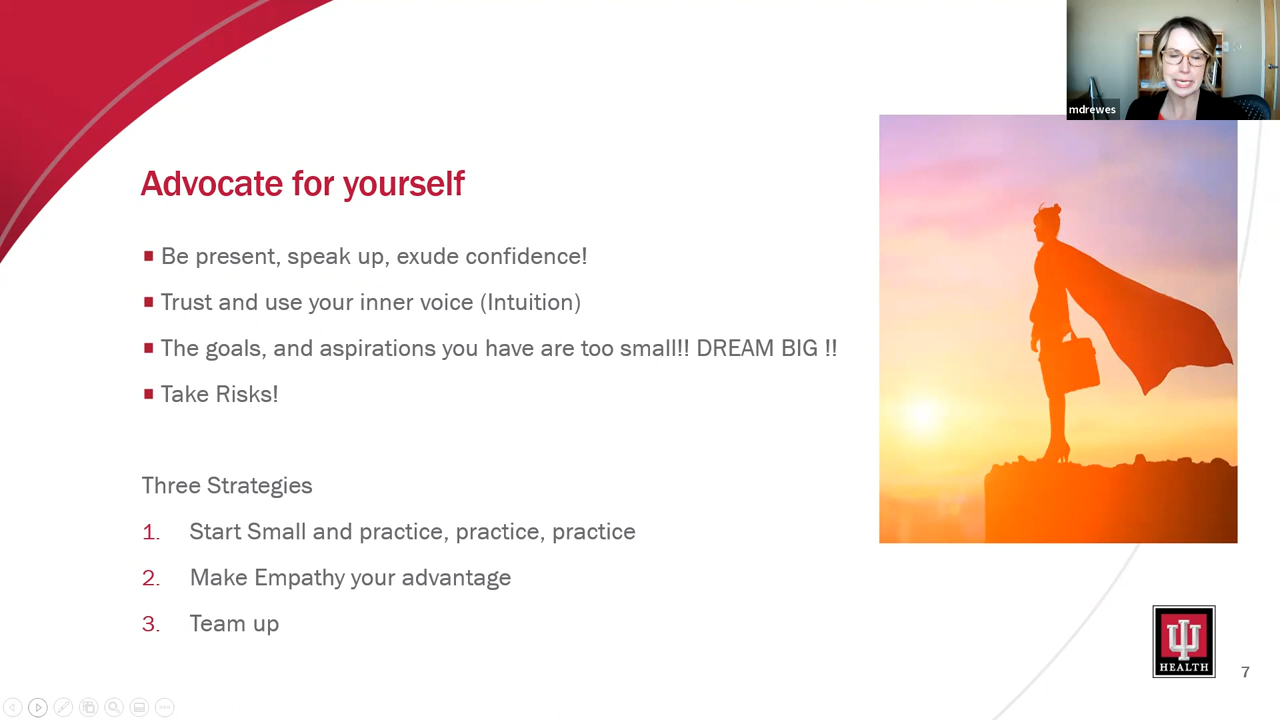 mdrewes
Advocate for yourself
Be present, speak up, exude confidence!
Trust and use your inner voice (Intuition)
The goals, and aspirations you have are too small!! DREAM BIG !!
Take Risks!
Three Strategies
1. Start Small and practice, practice, practice
2. Make Empathy your advantage
3. Team up
HEALTH
7